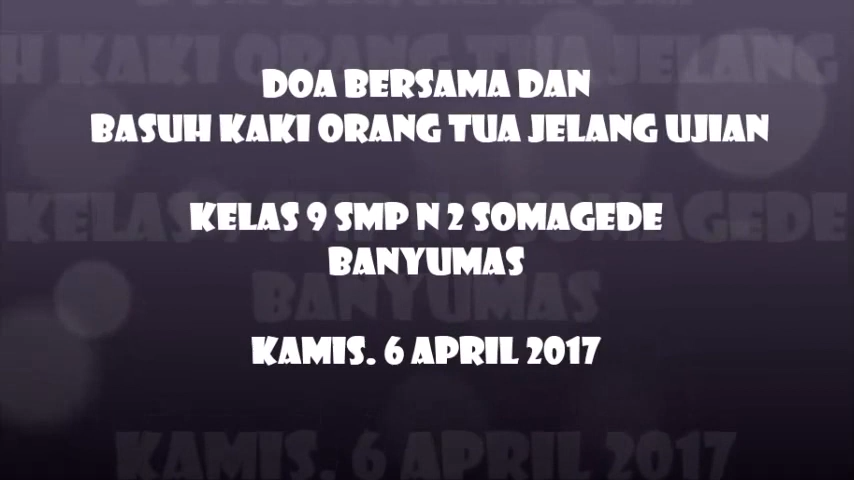 DOA BERSAMA DAN
BASUH KAKI ORANG TUA JELANG UJIAN
KELAS 9 SMP N 2 SOMAGEDE
BANYUMAS
KAMIS. 6 APRIL 2017